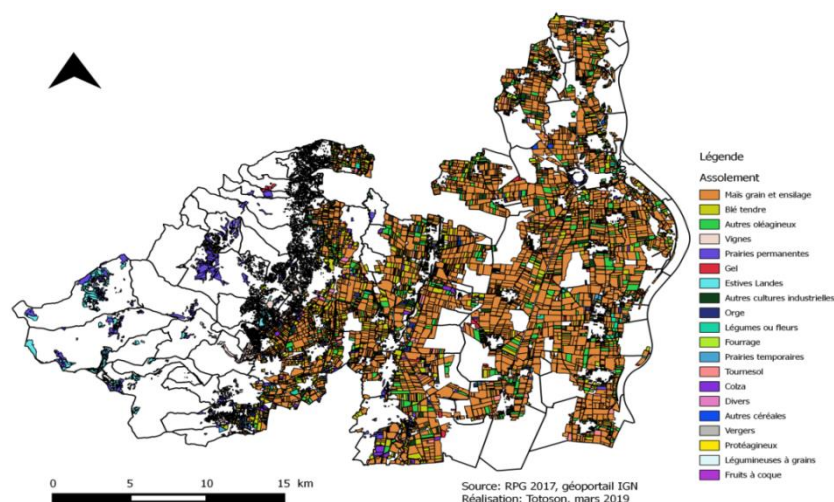 Légende
Assolement
Maïs grain et ensilage
Blé tendre
Autres oléagineux
Vignes
Prairies permanentes
Gel
Estives Landes
Autres cultures industrielles
Orge
Légumes ou fleurs
Fourrage
Prairies temporaires
Tournesol
Colza
Divers
Autres céréales
Vergers
Protéagineux
Légumineuses à grains
Fruits à coque
0 5 10 15 km
Source: RPG 2017, géoportail IGN
Réalisation: Totoson, mars 2019